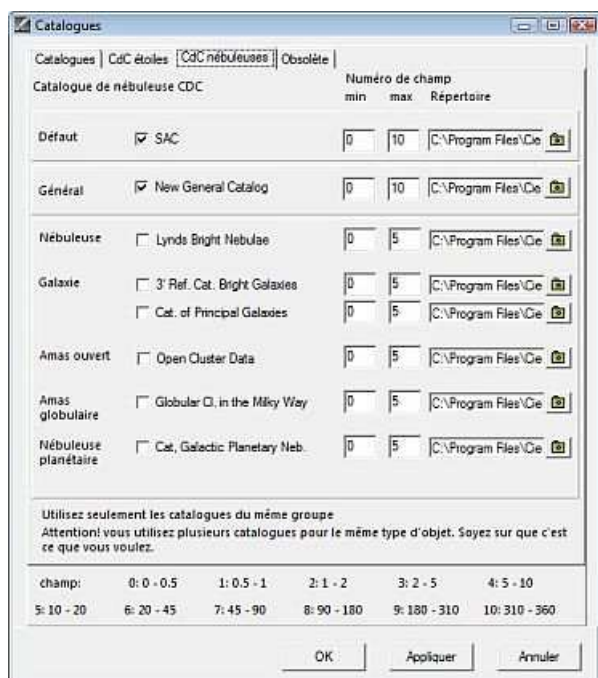 Catalogues
Catalogues CdC étoiles CdC nébuleuses Obsolète
Catalogue de nébuleuse CDC
Numéro de champ
min max Répertoire
Défaut SAC 0 10 C:\Program Files\Cie
Général New General Catalog 0 10 C:\Program Files\Cie
Nébuleuse Lynds Bright Nebulae 0 5 C:\Program Files\Cie
Galaxie 3' Ref. Cat. Bright Galaxies 0 5 C:\Program Files\Cie
Cat. of Principal Galaxies 0 5 C:\Program Files\Cie
Amas ouvert Open Cluster Data 0 5 C:\Program Files\Cie
Amas
globulaire Globular Cl, in the Milky Way 0 5 C:\Program Files\Cie
Nébuleuse
planétaire Cat, Galactic Planetary Neb. 0 5 C:\Program Files\Cie
Utilisez seulement les catalogues du même groupe
Attention! vous utilisez plusieurs catalogues pour le même type d'objet. Soyez sur que c'est
ce que vous voulez.
champ: 0: 0 - 0.5 1: 0.5 - 1 2: 1 - 2 3: 2 - 5 4: 5 - 10
5: 10 - 20 6: 20 - 45 7: 45 - 90 8: 90 - 180 9: 180 - 310 10: 310 - 360
OK Appliquer Annuler